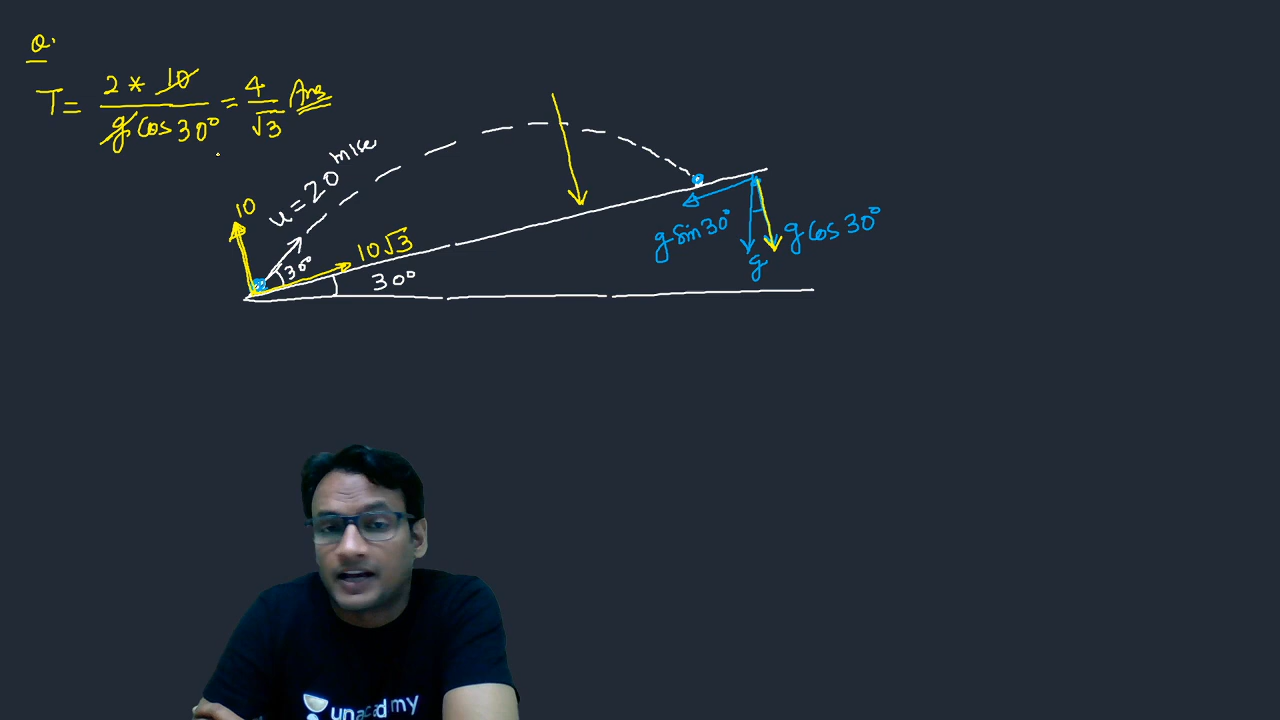 Q.
T = 2 * 10 / g cos 30° = 4 / √3 Ans
u = 20 m/sec
10
30°
10√3
30°
g sin 30°
g cos 30°
g
unacademy